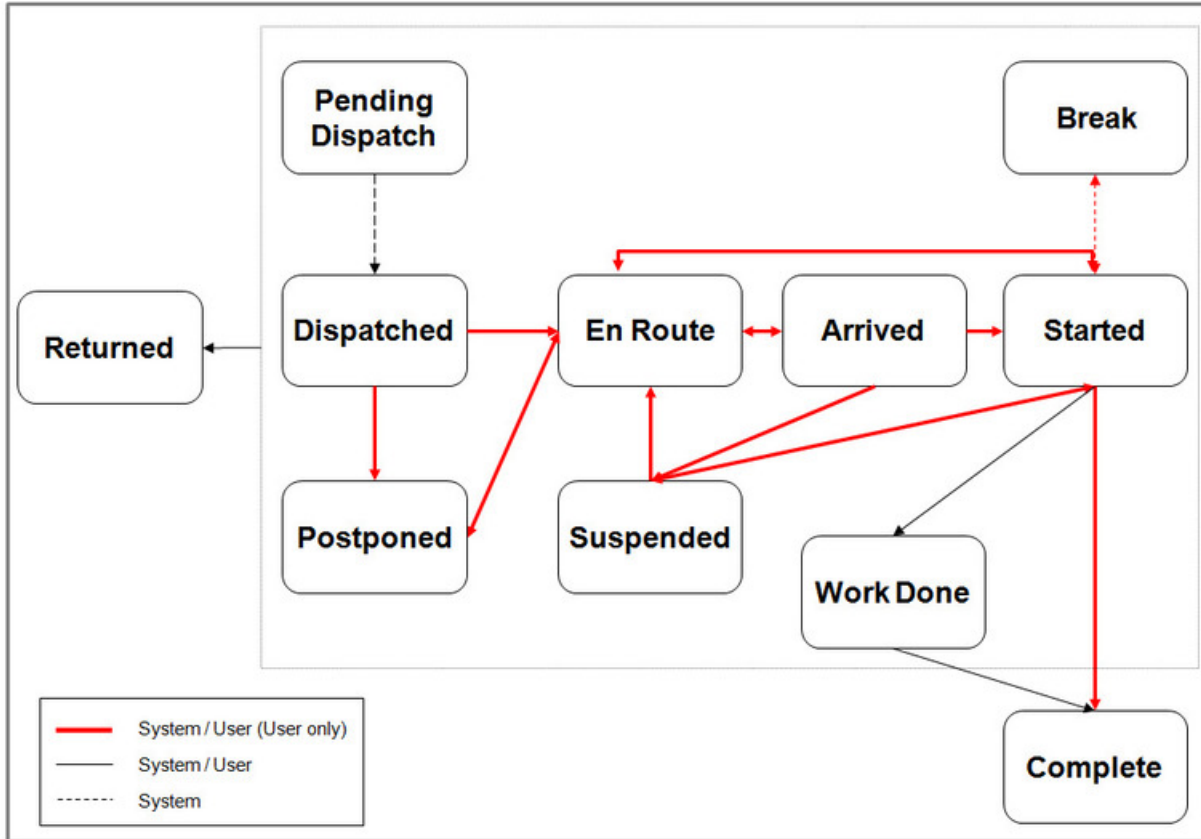 Pending
Dispatch
Break
Returned
Dispatched
En Route
Arrived
Started
Postponed
Suspended
Work Done
Complete
System / User (User only)
System / User
System